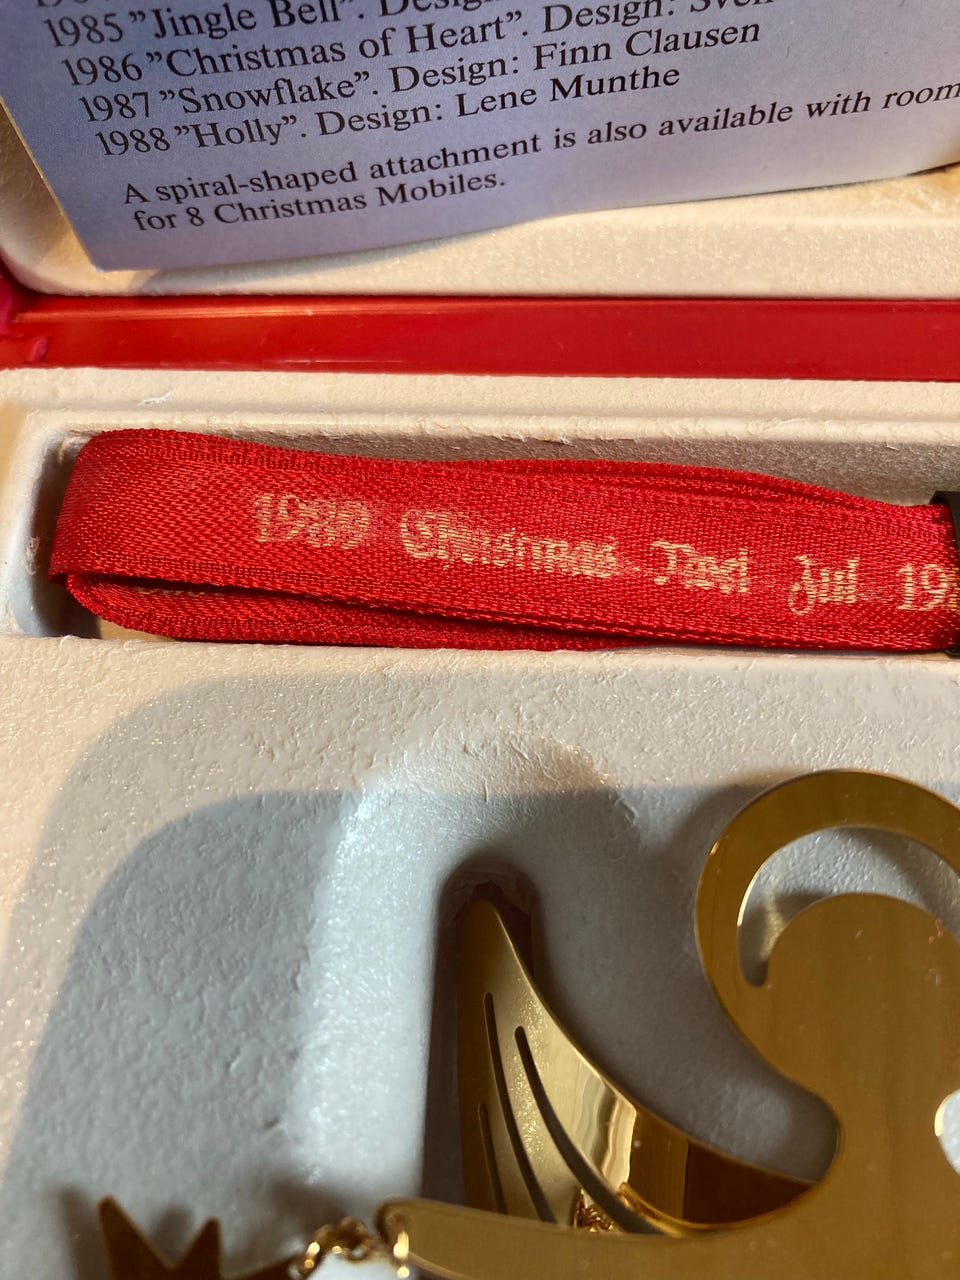 1985 ”Jingle Bell”. Design
1986 ”Christmas of Heart”. Design: Sven
1987 ”Snowflake”. Design: Finn Clausen
1988 ”Holly”. Design: Lene Munthe
A spiral-shaped attachment is also available with room
for 8 Christmas Mobiles.
1989 Christmas Jul 19